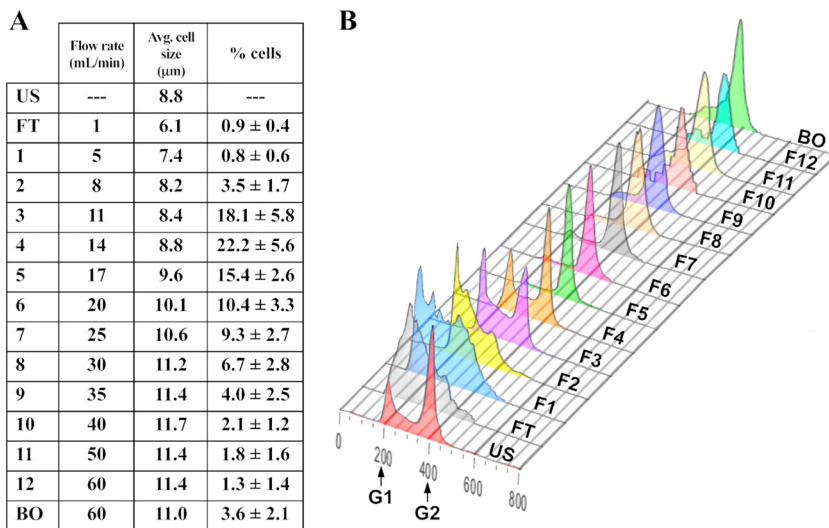 A
Flow rate (mL/min) Avg. cell size (μm) % cells
US --- 8.8 ---
FT 1 6.1 0.9 ± 0.4
1 5 7.4 0.8 ± 0.6
2 8 8.2 3.5 ± 1.7
3 11 8.4 18.1 ± 5.8
4 14 8.8 22.2 ± 5.6
5 17 9.6 15.4 ± 2.6
6 20 10.1 10.4 ± 3.3
7 25 10.6 9.3 ± 2.7
8 30 11.2 6.7 ± 2.8
9 35 11.4 4.0 ± 2.5
10 40 11.7 2.1 ± 1.2
11 50 11.4 1.8 ± 1.6
12 60 11.4 1.3 ± 1.4
BO 60 11.0 3.6 ± 2.1
B
BO
F12
F11
F10
F9
F8
F7
F6
F5
F4
F3
F2
F1
FT
US
0 200 400 600 800
G1 G2